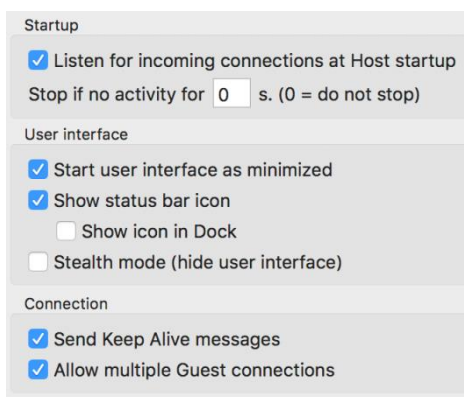 Startup
Listen for incoming connections at Host startup
Stop if no activity for 0 s. (0 = do not stop)
User interface
Start user interface as minimized
Show status bar icon
Show icon in Dock
Stealth mode (hide user interface)
Connection
Send Keep Alive messages
Allow multiple Guest connections